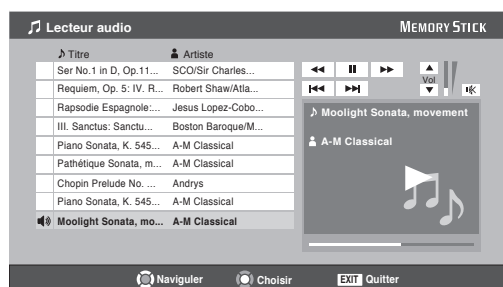 Lecteur audio MEMORY STICK
Titre Artiste
Ser No.1 in D, Op.11... SCO/Sir Charles...
Requiem, Op. 5: IV. R... Robert Shaw/Atla...
Rapsodie Espagnole:... Jesus Lopez-Cobo...
III. Sanctus: Sanctu... Boston Baroque/M...
Piano Sonata, K. 545... A-M Classical
Pathétique Sonata, m... A-M Classical
Chopin Prelude No. ... Andrys
Piano Sonata, K. 545... A-M Classical
Moolight Sonata, mo... A-M Classical
Vol
Moolight Sonata, movement
A-M Classical
Naviguler Choisir EXIT Quitter